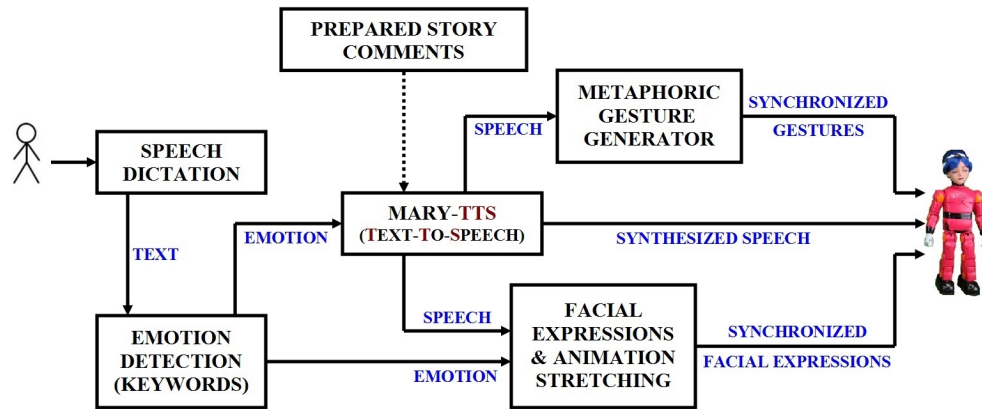 PREPARED STORY
COMMENTS
METAPHORIC
GESTURE
GENERATOR
SYNCHRONIZED
GESTURES
SPEECH
SPEECH
DICTATION
MARY-TTS
(TEXT-TO-SPEECH)
EMOTION
SYNTHESIZED SPEECH
TEXT
EMOTION
DETECTION
(KEYWORDS)
SPEECH
EMOTION
FACIAL
EXPRESSIONS
& ANIMATION
STRETCHING
SYNCHRONIZED
FACIAL EXPRESSIONS